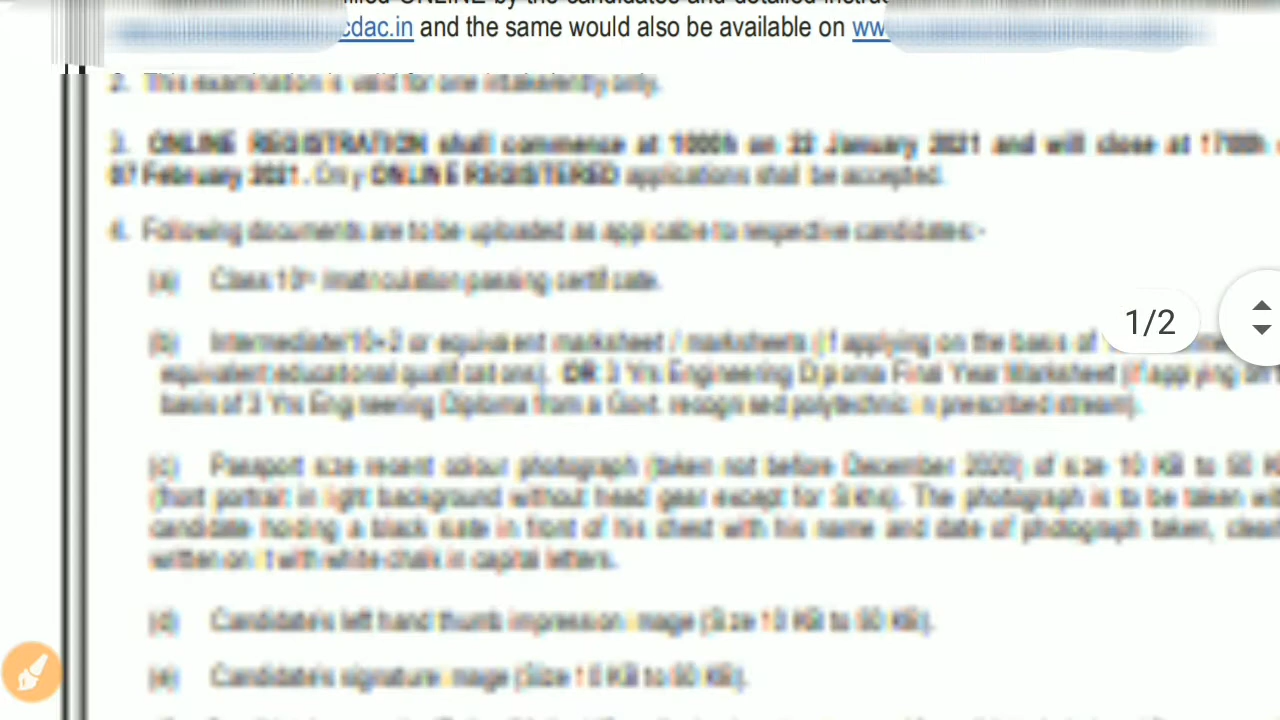 cdac.in and the same would also be available on ww
2. This examination is valid for one intake/entry only.
3. ONLINE REGISTRATION shall commence at 1000h on 22 January 2021 and will close at 1700h
07 February 2021. Only ONLINE REGISTERED applications shall be accepted.
4. Following documents are to be uploaded as applicable to respective candidates:-
(a) Class 10th /matriculation passing certificate.
(b) Intermediate/10+2 or equivalent marksheet / marksheets (if applying on the basis of
equivalent educational qualifications). OR 3 Yrs Engineering Diploma Final Year Marksheet (if applying on
basis of 3 Yrs Engineering Diploma from a Govt. recognised polytechnic in prescribed stream).
(c) Passport size recent colour photograph (taken not before December 2020) of size 10 KB to 50 K
(front portrait in light background without head gear except for Sikhs). The photograph is to be taken
candidate holding a black slate in front of his chest with his name and date of photograph taken,
written on it with white chalk in capital letters.
(d) Candidate's left hand thumb impression image (Size 10 KB to 50 KB).
(e) Candidate's signature image (Size 10 KB to 50 KB).
1/2